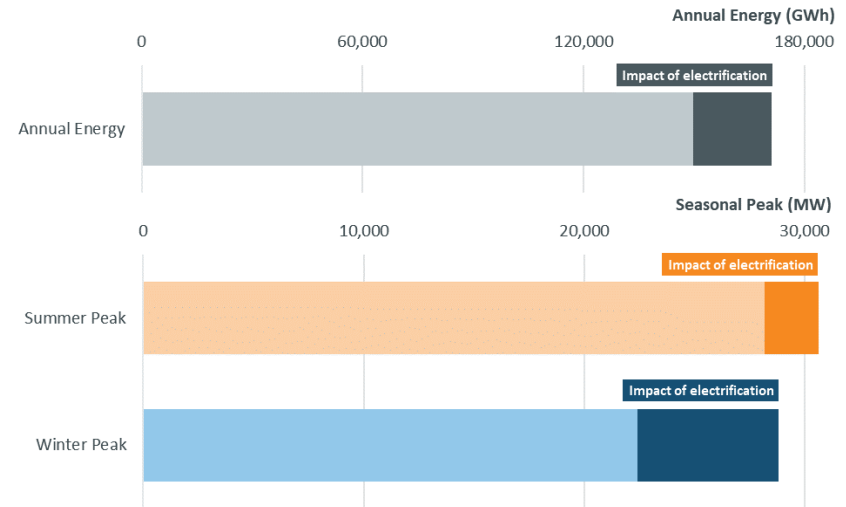 Annual Energy (GWh)
0 60,000 120,000 180,000
Impact of electrification
Annual Energy
Seasonal Peak (MW)
0 10,000 20,000 30,000
Impact of electrification
Summer Peak
Impact of electrification
Winter Peak